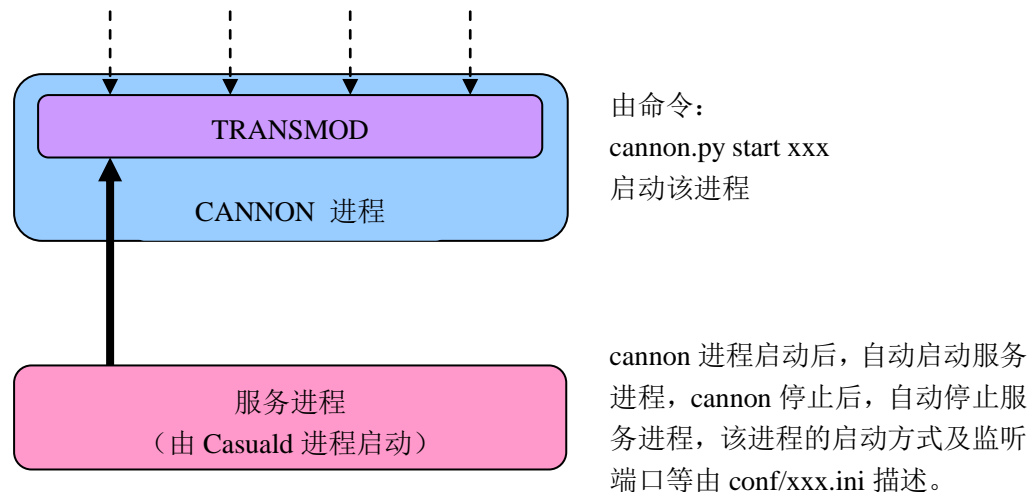 TRANSMOD
CANNON 进程
由命令：
cannon.py start xxx
启动该进程
服务进程
（由 Casuald 进程启动）
cannon 进程启动后，自动启动服务
进程，cannon 停止后，自动停止服
务进程，该进程的启动方式及监听
端口等由 conf/xxx.ini 描述。